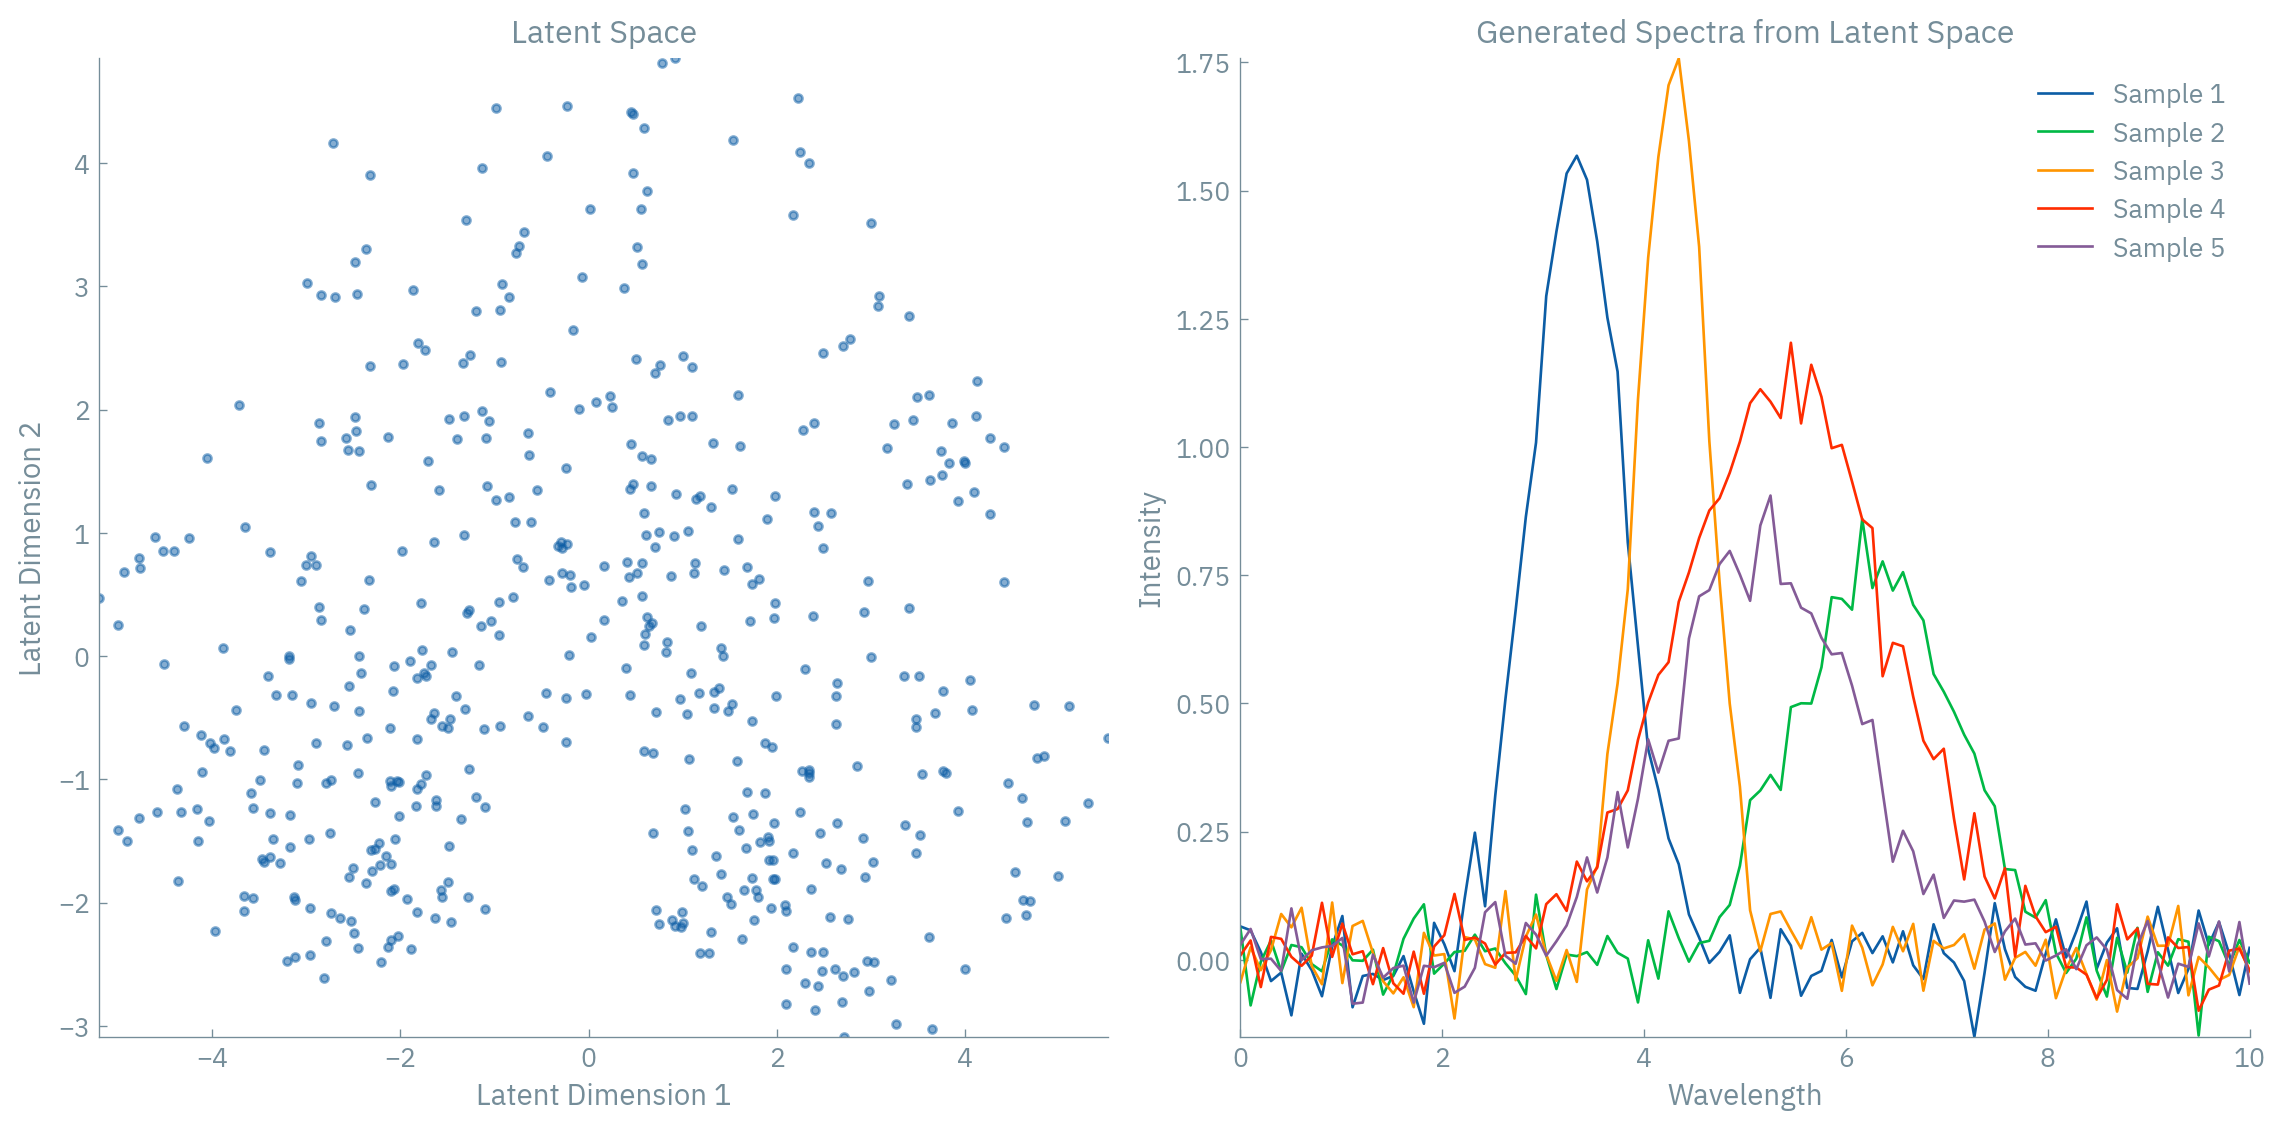 Latent Space
4
3
2
1
0
−1
−2
−3
Latent Dimension 2
−4
−2
0
2
4
Latent Dimension 1
Generated Spectra from Latent Space
1.75
1.50
1.25
1.00
0.75
0.50
0.25
0.00
Intensity
0
2
4
6
8
10
Wavelength
Sample 1
Sample 2
Sample 3
Sample 4
Sample 5